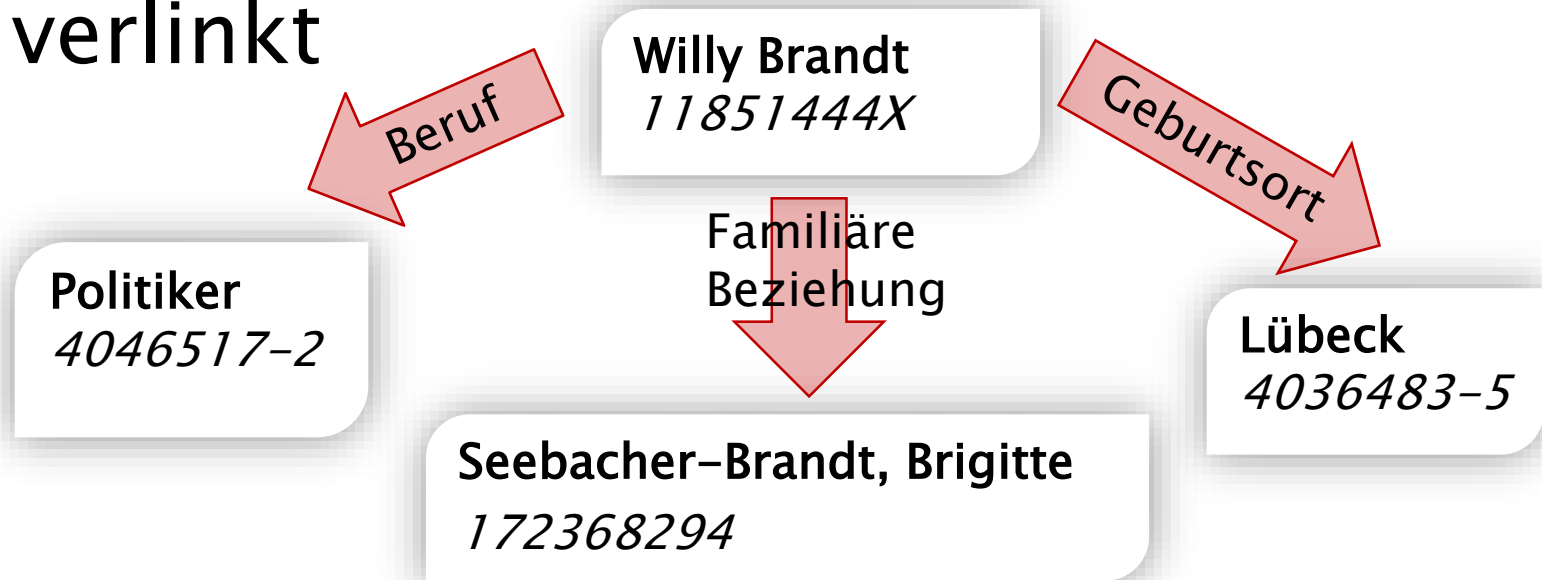 verlinkt
Willy Brandt
11851444X
Beruf
Geburtsort
Familiäre
Beziehung
Politiker
4046517-2
Lübeck
4036483-5
Seebacher-Brandt, Brigitte
172368294